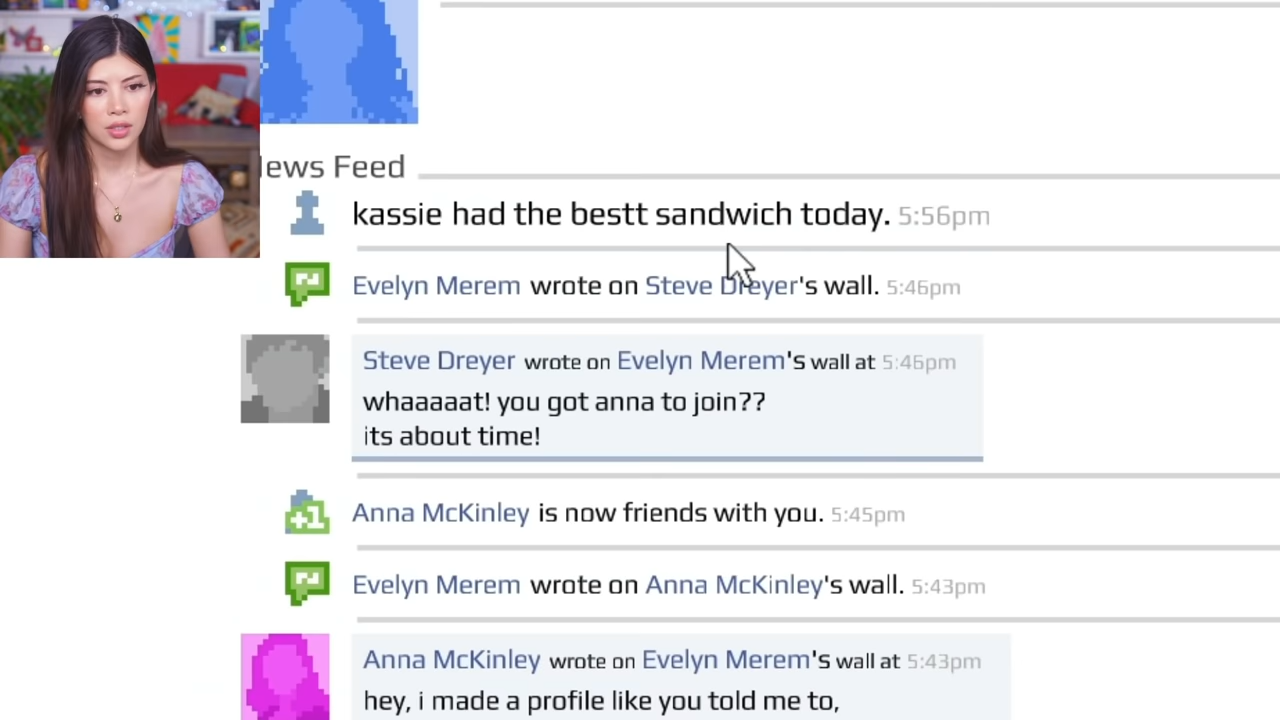 News Feed
kassie had the bestt sandwich today. 5:56pm
Evelyn Merem wrote on Steve Dreyer's wall. 5:46pm
Steve Dreyer wrote on Evelyn Merem's wall at 5:46pm
whaaaaat! you got anna to join??
its about time!
+1
Anna McKinley is now friends with you. 5:45pm
Evelyn Merem wrote on Anna McKinley's wall. 5:43pm
Anna McKinley wrote on Evelyn Merem's wall at 5:43pm
hey, i made a profile like you told me to,